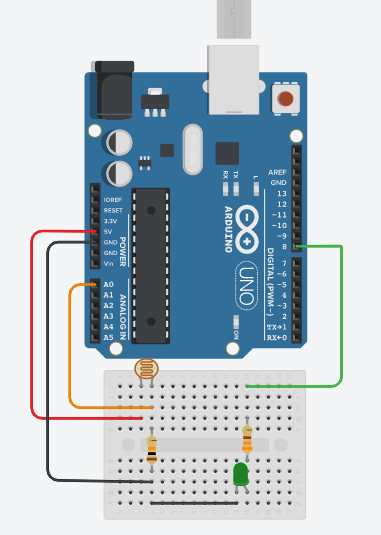 RX
TX
L
AREF
GND
13
12
~11
~10
~9
8
7
~6
~5
4
~3
2
TX→1
RX←0
DIGITAL (PWM~)
IOREF
RESET
3.3V
5V
GND
GND
Vin
POWER
A0
A1
A2
A3
A4
A5
ANALOG IN
ARDUINO
UNO
ON